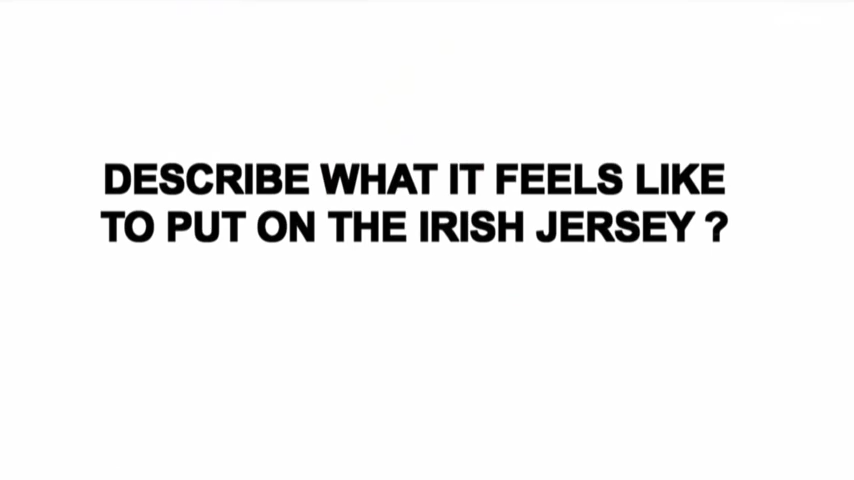 DESCRIBE WHAT IT FEELS LIKE
TO PUT ON THE IRISH JERSEY ?